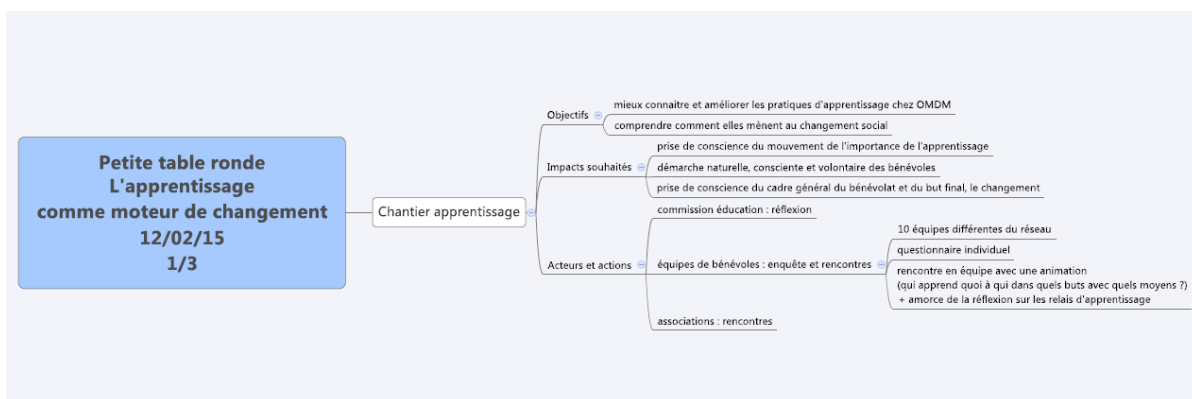 Petite table ronde
L'apprentissage
comme moteur de changement
12/02/15
1/3
Chantier apprentissage
Objectifs
mieux connaitre et améliorer les pratiques d'apprentissage chez OMDM
comprendre comment elles mènent au changement social
Impacts souhaités
prise de conscience du mouvement de l'importance de l'apprentissage
démarche naturelle, consciente et volontaire des bénévoles
prise de conscience du cadre général du bénévolat et du but final, le changement
Acteurs et actions
commission éducation : réflexion
équipes de bénévoles : enquête et rencontres
10 équipes différentes du réseau
questionnaire individuel
rencontre en équipe avec une animation
(qui apprend quoi à qui dans quels buts avec quels moyens ?)
+ amorce de la réflexion sur les relais d'apprentissage
associations : rencontres